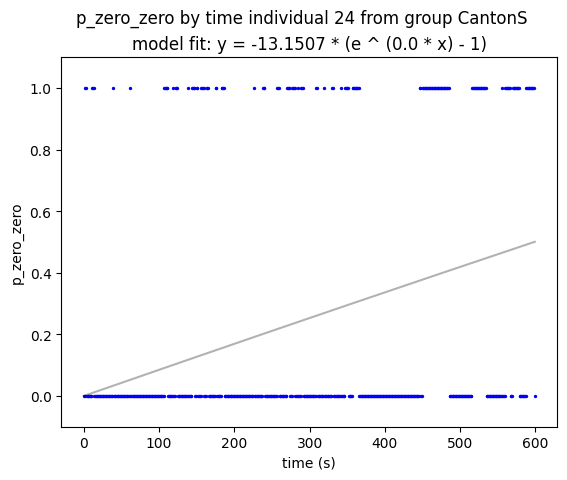 p_zero_zero by time individual 24 from group CantonS
model fit: y = -13.1507 * (e ^ (0.0 * x) - 1)
1.0
0.8
0.6
0.4
0.2
0.0
p_zero_zero
0 100 200 300 400 500 600
time (s)